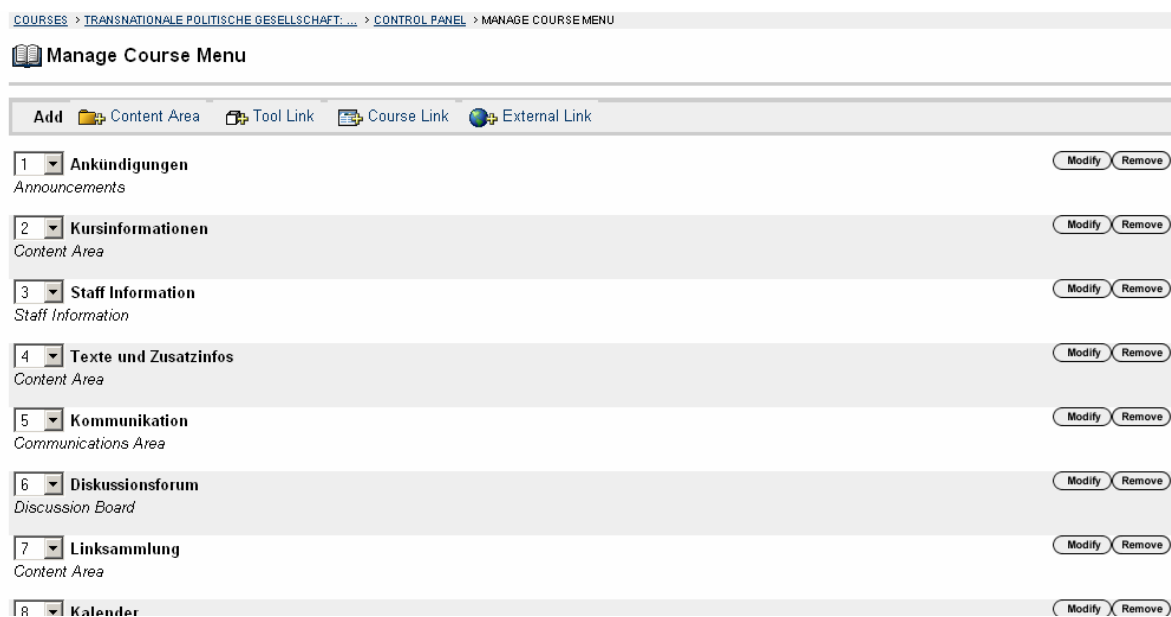 COURSES > TRANSNATIONALE POLITISCHE GESELLSCHAFT: ... > CONTROL PANEL > MANAGE COURSE MENU
Manage Course Menu
Add Content Area Tool Link Course Link External Link
1 Ankündigungen Modify Remove
Announcements
2 Kursinformationen Modify Remove
Content Area
3 Staff Information Modify Remove
Staff Information
4 Texte und Zusatzinfos Modify Remove
Content Area
5 Kommunikation Modify Remove
Communications Area
6 Diskussionsforum Modify Remove
Discussion Board
7 Linksammlung Modify Remove
Content Area
8 Kalender Modify Remove